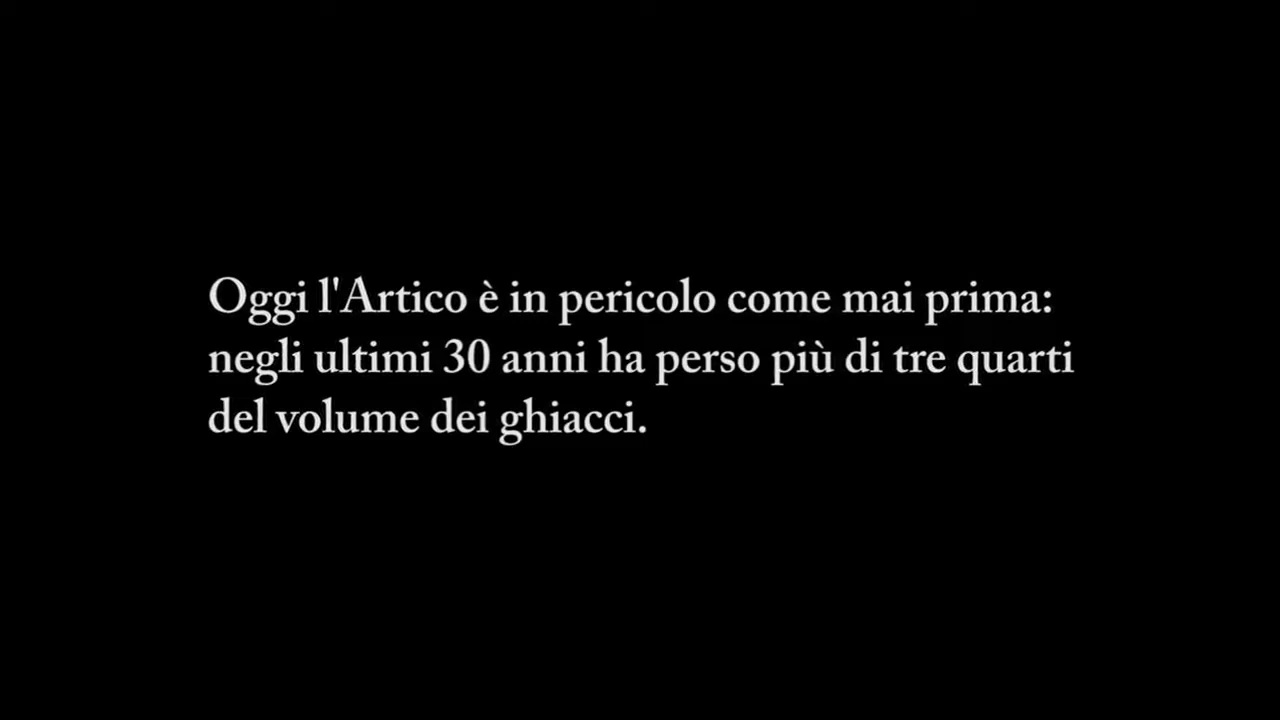 Oggi l'Artico è in pericolo come mai prima:
negli ultimi 30 anni ha perso più di tre quarti
del volume dei ghiacci.